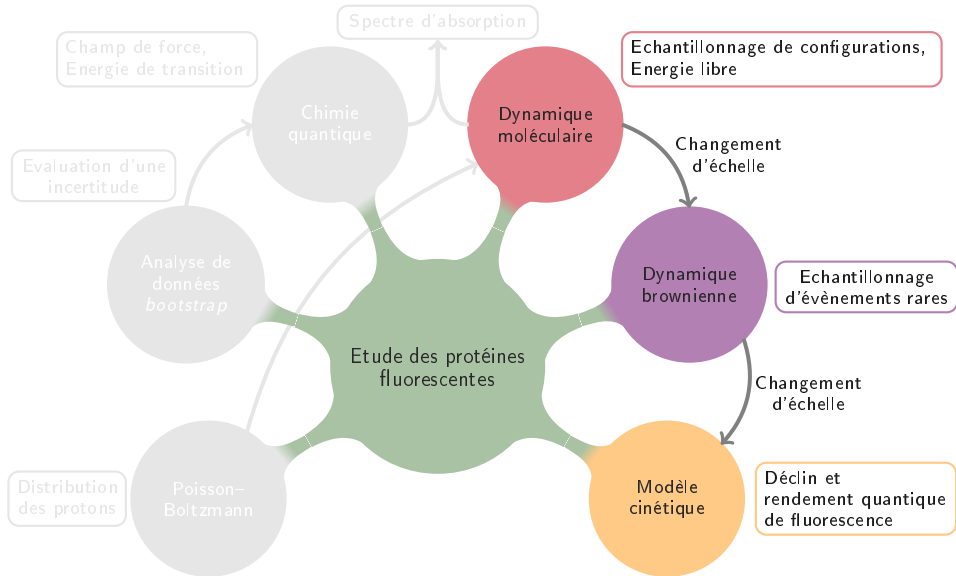 Spectre d'absorption
Champ de force,
Energie de transition
Echantillonnage de configurations,
Energie libre
Chimie
quantique
Dynamique
moléculaire
Changement
d'échelle
Evaluation d'une
incertitude
Analyse de
données
bootstrap
Dynamique
brownienne
Echantillonnage
d'évènements rares
Etude des protéines
fluorescentes
Changement
d'échelle
Distribution
des protons
Poisson–
Boltzmann
Modèle
cinétique
Déclin et
rendement quantique
de fluorescence